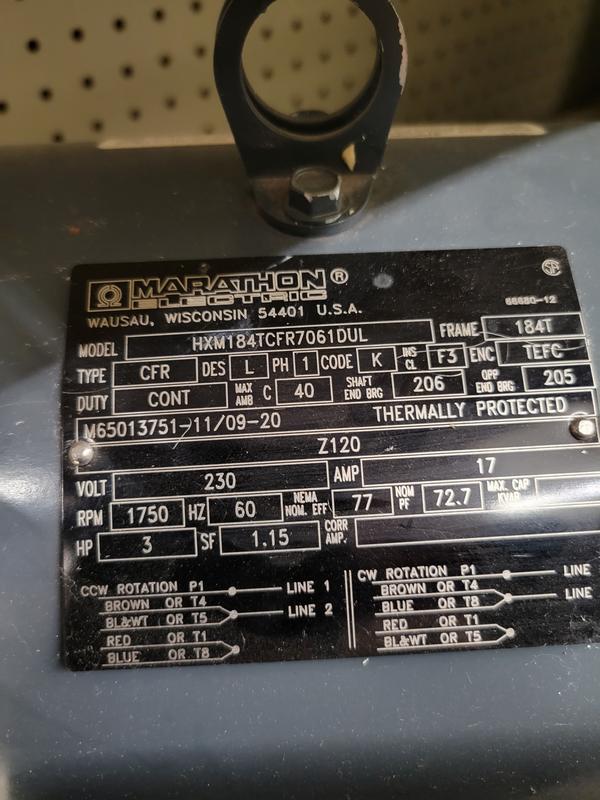 MARATHON®
ELECTRIC
WAUSAU, WISCONSIN 54401 U.S.A.
66680-12
MODEL HXM184TCFR7061DUL FRAME 184T
TYPE CFR DES L PH 1 CODE K INS CL F3 ENC TEFC
DUTY CONT MAX AMB C 40 SHAFT END BRG 206 OPP END BRG 205
M65013751-11/09-20 THERMALLY PROTECTED
Z120
VOLT 230 AMP 17
RPM 1750 HZ 60 NEMA NOM. EFF 77 NOM PF 72.7 MAX. CAP KVAR
HP 3 SF 1.15 CORR AMP.
CCW ROTATION P1 LINE 1
BROWN OR T4
BL&WT OR T5 LINE 2
RED OR T1
BLUE OR T8
CW ROTATION P1 LINE
BROWN OR T4
BLUE OR T8 LINE
RED OR T1
BL&WT OR T5